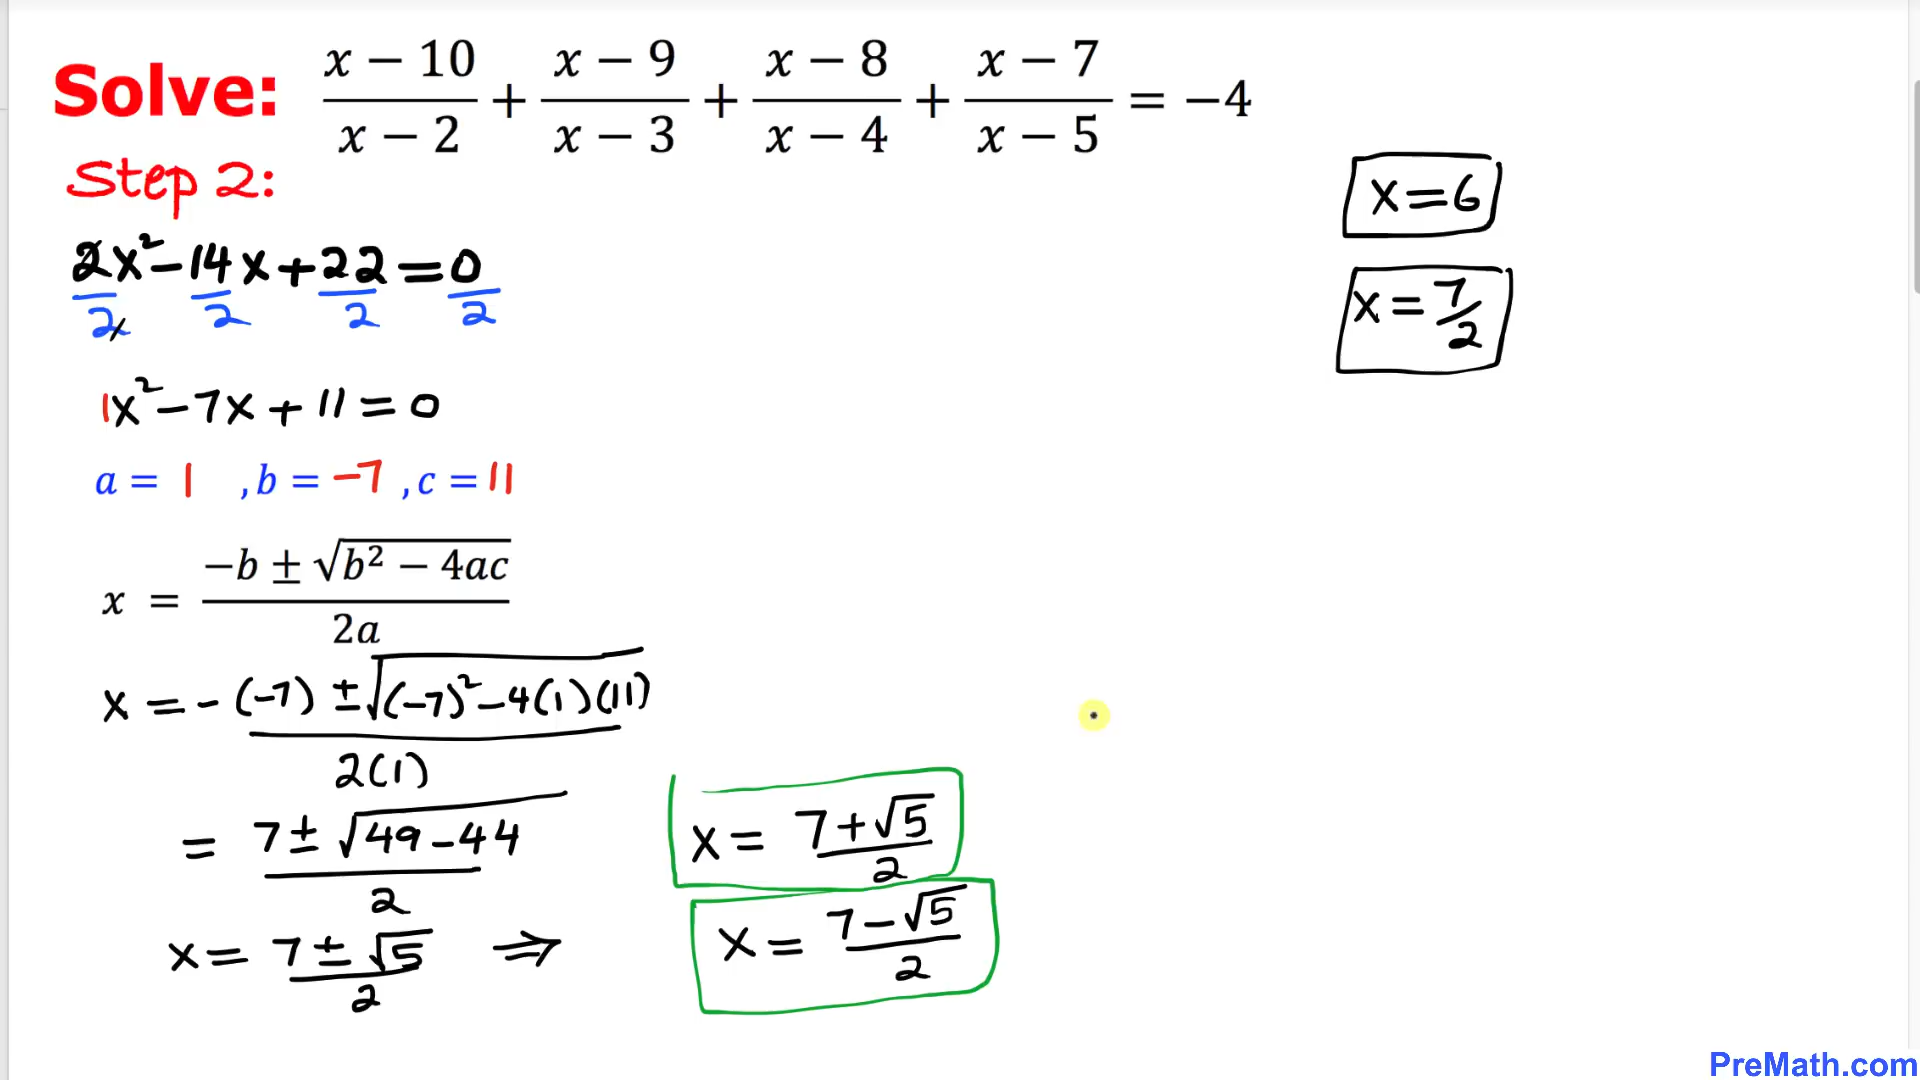 Solve: (x − 10)/(x − 2) + (x − 9)/(x − 3) + (x − 8)/(x − 4) + (x − 7)/(x − 5) = −4
Step 2:
x = 6
x = 7/2
2x² − 14x + 22 = 0
2 2 2 2
1x² − 7x + 11 = 0
a = 1 , b = −7 , c = 11
x = (−b ± √(b² − 4ac))/2a
x = −(−7) ± √((−7)² − 4(1)(11))
2(1)
= (7 ± √(49 − 44))/2
x = (7 + √5)/2
x = (7 ± √5)/2 ⇒
x = (7 − √5)/2
PreMath.com